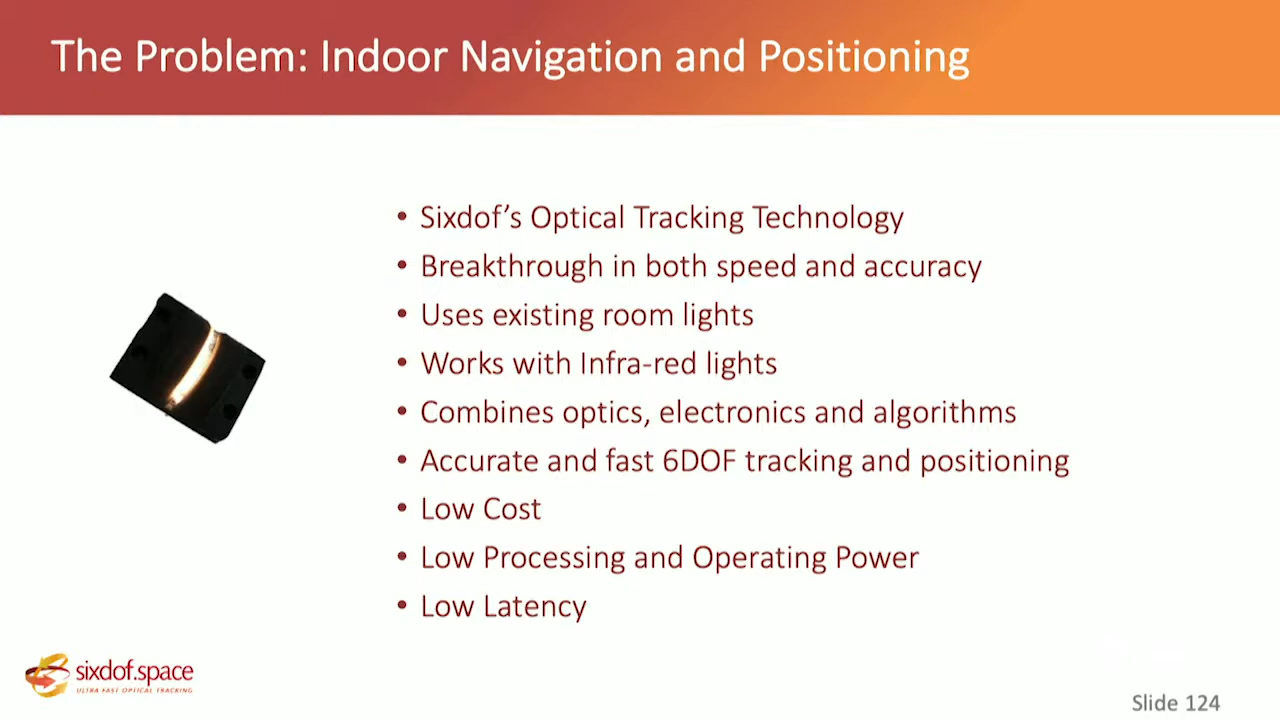 The Problem: Indoor Navigation and Positioning
• Sixdof’s Optical Tracking Technology
• Breakthrough in both speed and accuracy
• Uses existing room lights
• Works with Infra-red lights
• Combines optics, electronics and algorithms
• Accurate and fast 6DOF tracking and positioning
• Low Cost
• Low Processing and Operating Power
• Low Latency
sixdof.space
ULTRA FAST OPTICAL TRACKING
Slide 124